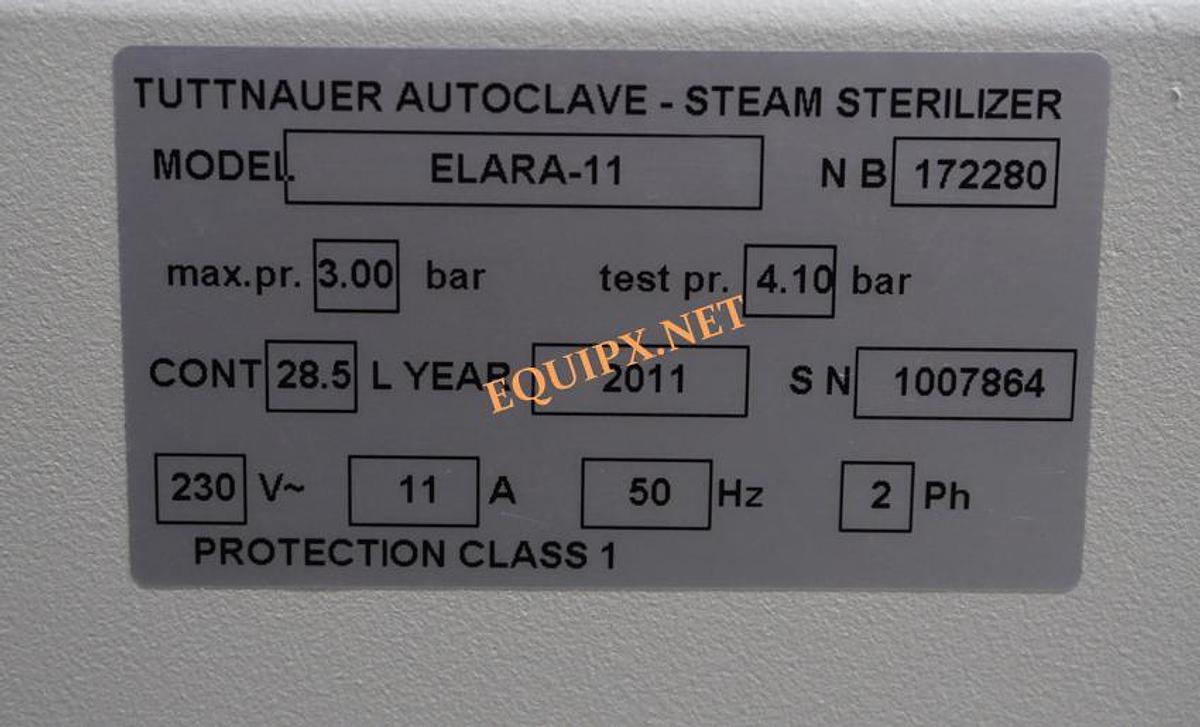 TUTTNAUER AUTOCLAVE - STEAM STERILIZER
MODEL ELARA-11 N B 172280
max.pr. 3.00 bar test pr. 4.10 bar
CONT 28.5 L YEAR 2011 S N 1007864
EQUIPX.NET
230 V~ 11 A 50 Hz 2 Ph
PROTECTION CLASS 1